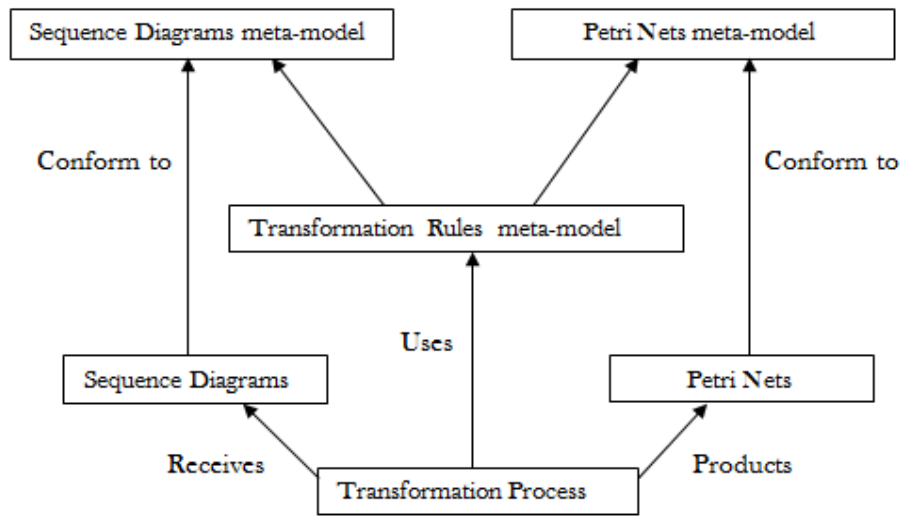 Sequence Diagrams meta-model
Petri Nets meta-model
Conform to
Conform to
Transformation Rules meta-model
Uses
Sequence Diagrams
Petri Nets
Receives
Products
Transformation Process